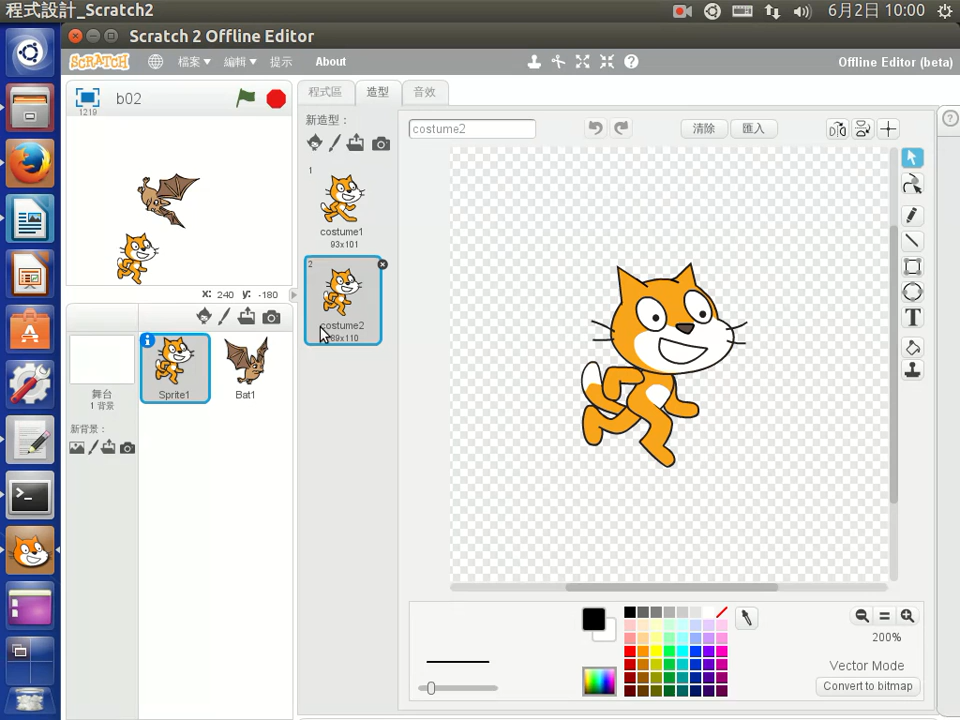 程式設計_Scratch2
6月2日 10:00
Scratch 2 Offline Editor
SCRATCH 檔案▼ 編輯▼ 提示 About
Offline Editor (beta)
1219
b02
程式區 造型 音效
新造型：
costume2
清除 匯入
1
costume1
93x101
2
costume2
89x110
x: 240 y: -180
Sprite1
Bat1
舞台
1 背景
新背景：
T
200%
Vector Mode
Convert to bitmap